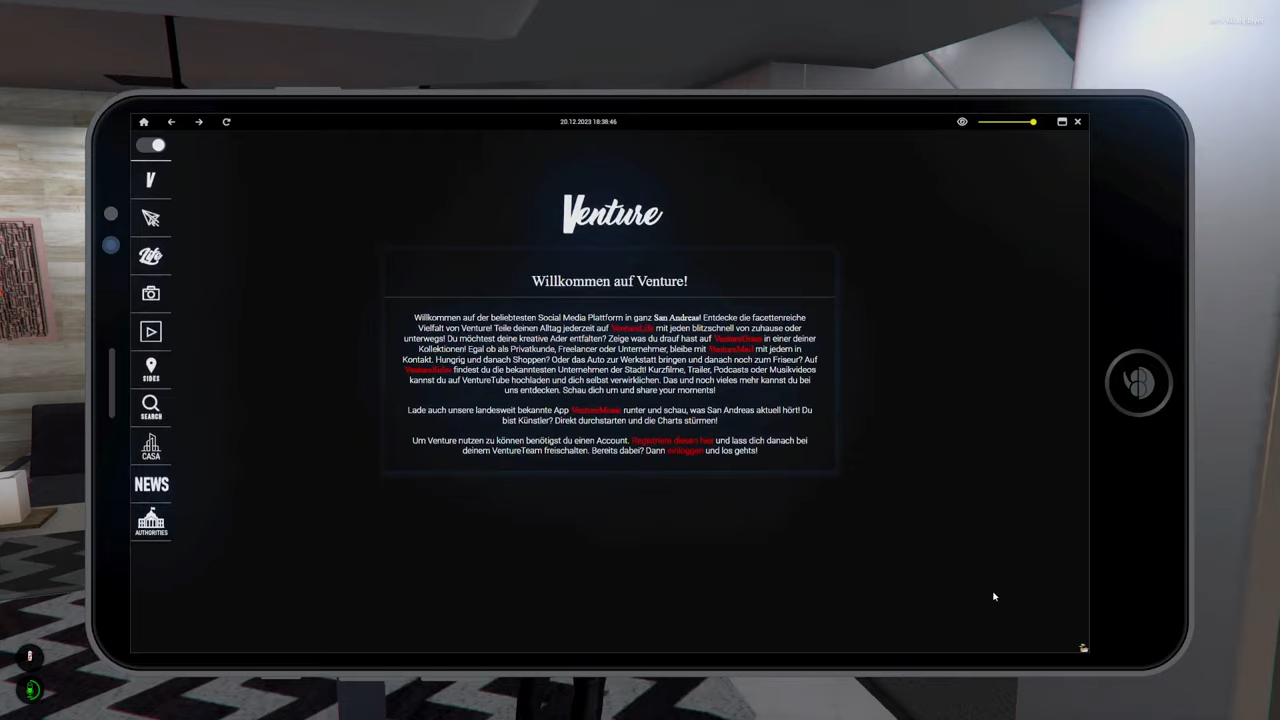 20.12.2023 18:38:46
V
Venture
Life
Willkommen auf Venture!
Willkommen auf der beliebtesten Social Media Plattform in ganz San Andreas! Entdecke die facettenreiche
Vielfalt von Venture! Teile deinen Alltag jederzeit auf VentureLife mit jeden blitzschnell von zuhause oder
unterwegs! Du möchtest deine kreative Ader entfalten? Zeige was du drauf hast auf in einer deiner
Kollektionen! Egal ob als Privatkunde, Freelancer oder Unternehmer, bleibe mit VentureMail mit jedem in
Kontakt. Hungrig und danach Shoppen? Oder das Auto zur Werkstatt bringen und danach noch zum Friseur? Auf
VentureSides findest du die bekanntesten Unternehmen der Stadt! Kurzfilme, Trailer, Podcasts oder Musikvideos
kannst du auf VentureTube hochladen und dich selbst verwirklichen. Das und noch vieles mehr kannst du bei
uns entdecken. Schau dich um und share your moments!
Lade auch unsere landesweit bekannte App VentureMusic runter und schau, was San Andreas aktuell hört! Du
bist Künstler? Direkt durchstarten und die Charts stürmen!
Um Venture nutzen zu können benötigst du einen Account. Registriere diesen hier und lass dich danach bei
deinem VentureTeam freischalten. Bereits dabei? Dann einloggen und los gehts!
SIDES
SEARCH
CASA
NEWS
AUTHORITIES